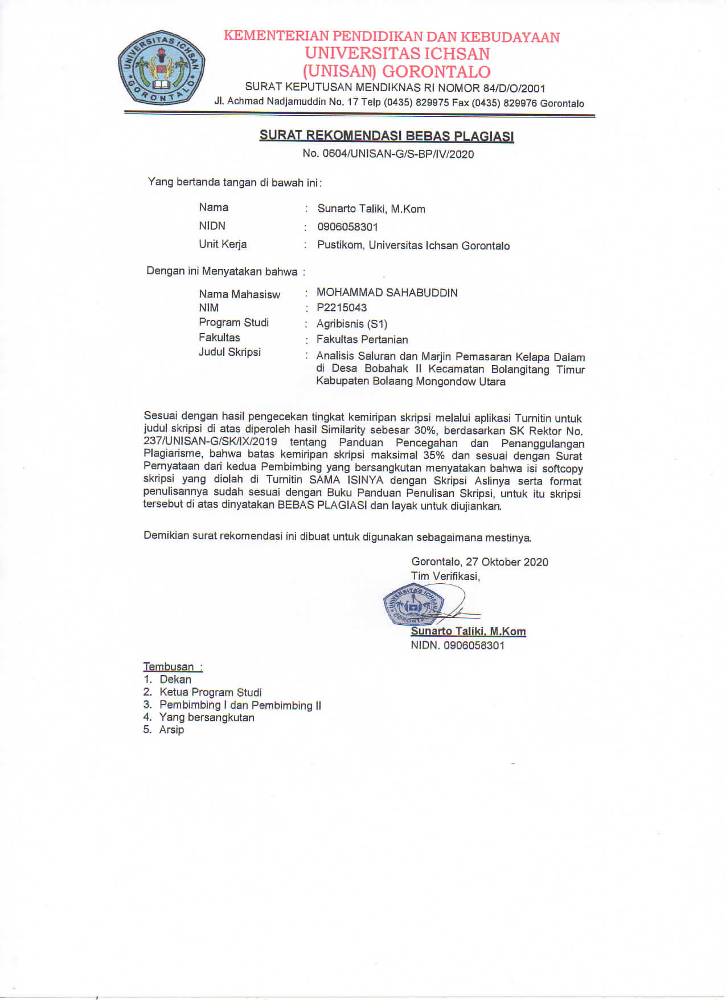 UNIVERSITAS ICHSAN
GORONTALO
KEMENTERIAN PENDIDIKAN DAN KEBUDAYAAN
UNIVERSITAS ICHSAN
(UNISAN) GORONTALO
SURAT KEPUTUSAN MENDIKNAS RI NOMOR 84/D/O/2001
Jl. Achmad Nadjamuddin No. 17 Telp (0435) 829975 Fax (0435) 829976 Gorontalo
SURAT REKOMENDASI BEBAS PLAGIASI
No. 0604/UNISAN-G/S-BP/IV/2020
Yang bertanda tangan di bawah ini :
Nama : Sunarto Taliki, M.Kom
NIDN : 0906058301
Unit Kerja : Pustikom, Universitas Ichsan Gorontalo
Dengan ini Menyatakan bahwa :
Nama Mahasisw : MOHAMMAD SAHABUDDIN
NIM : P2215043
Program Studi : Agribisnis (S1)
Fakultas : Fakultas Pertanian
Judul Skripsi : Analisis Saluran dan Marjin Pemasaran Kelapa Dalam
di Desa Bobahak II Kecamatan Bolangitang Timur
Kabupaten Bolaang Mongondow Utara
Sesuai dengan hasil pengecekan tingkat kemiripan skripsi melalui aplikasi Turnitin untuk
judul skripsi di atas diperoleh hasil Similarity sebesar 30%, berdasarkan SK Rektor No.
237/UNISAN-G/SK/IX/2019 tentang Panduan Pencegahan dan Penanggulangan
Plagiarisme, bahwa batas kemiripan skripsi maksimal 35% dan sesuai dengan Surat
Pernyataan dari kedua Pembimbing yang bersangkutan menyatakan bahwa isi softcopy
skripsi yang diolah di Turnitin SAMA ISINYA dengan Skripsi Aslinya serta format
penulisannya sudah sesuai dengan Buku Panduan Penulisan Skripsi, untuk itu skripsi
tersebut di atas dinyatakan BEBAS PLAGIASI dan layak untuk diujiankan.
Demikian surat rekomendasi ini dibuat untuk digunakan sebagaimana mestinya.
Gorontalo, 27 Oktober 2020
Tim Verifikasi,
UNIVERSITAS ICHSAN
GORONTALO
Sunarto Taliki, M.Kom
NIDN. 0906058301
Tembusan :
1. Dekan
2. Ketua Program Studi
3. Pembimbing I dan Pembimbing II
4. Yang bersangkutan
5. Arsip